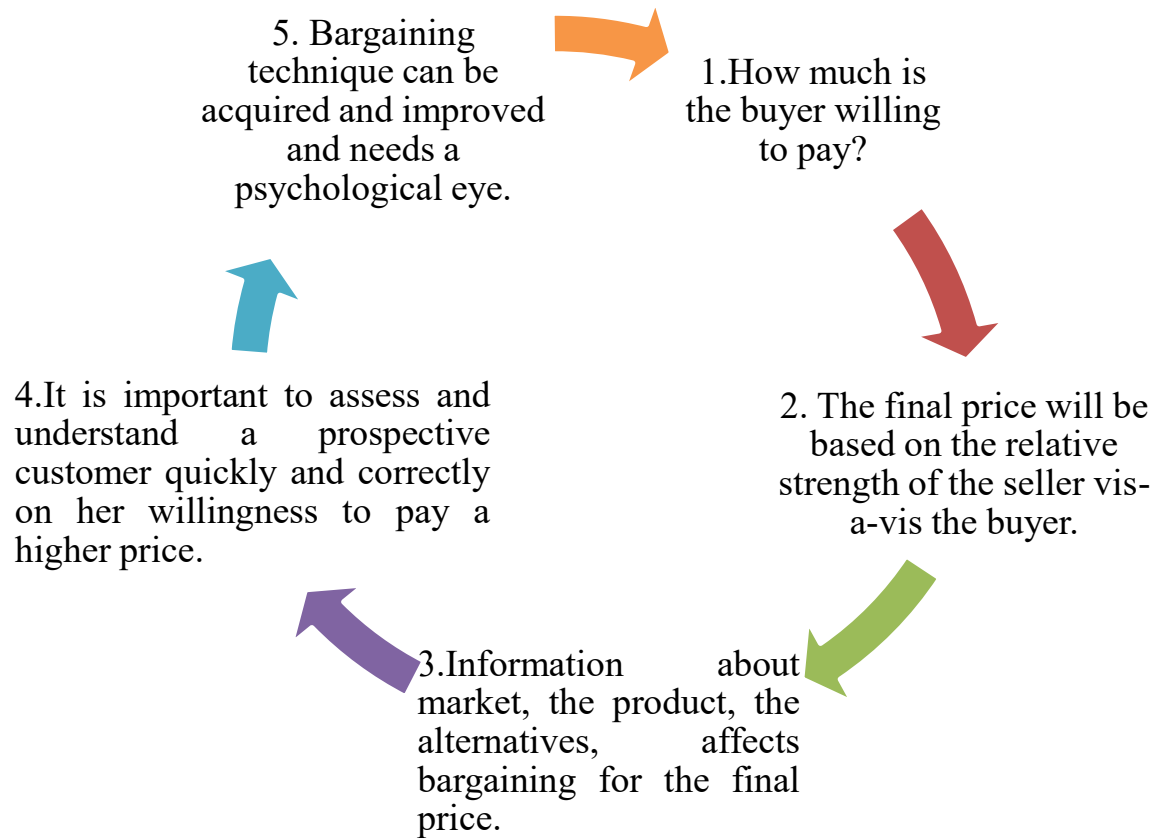 1.How much is
the buyer willing
to pay?
2. The final price will be
based on the relative
strength of the seller vis-
a-vis the buyer.
3.Information about
market, the product, the
alternatives, affects
bargaining for the final
price.
4.It is important to assess and
understand a prospective
customer quickly and correctly
on her willingness to pay a
higher price.
5. Bargaining
technique can be
acquired and improved
and needs a
psychological eye.